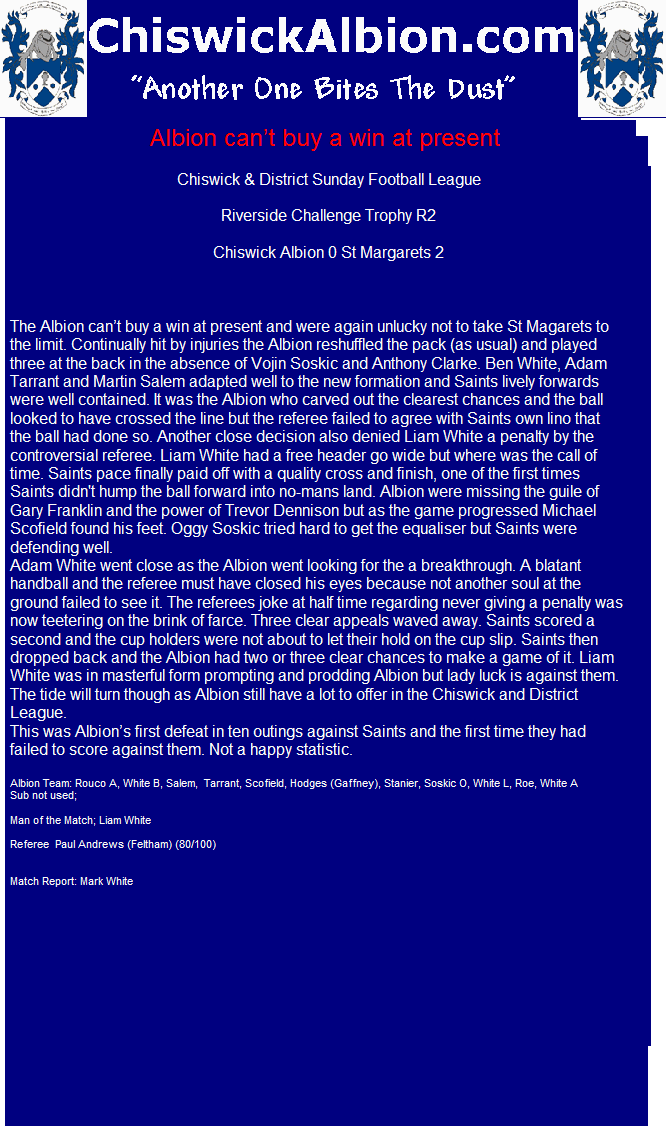 ChiswickAlbion.com
“Another One Bites The Dust”
Albion can’t buy a win at present
Chiswick & District Sunday Football League
Riverside Challenge Trophy R2
Chiswick Albion 0 St Margarets 2
The Albion can’t buy a win at present and were again unlucky not to take St Magarets to
the limit. Continually hit by injuries the Albion reshuffled the pack (as usual) and played
three at the back in the absence of Vojin Soskic and Anthony Clarke. Ben White, Adam
Tarrant and Martin Salem adapted well to the new formation and Saints lively forwards
were well contained. It was the Albion who carved out the clearest chances and the ball
looked to have crossed the line but the referee failed to agree with Saints own lino that
the ball had done so. Another close decision also denied Liam White a penalty by the
controversial referee. Liam White had a free header go wide but where was the call of
time. Saints pace finally paid off with a quality cross and finish, one of the first times
Saints didn't hump the ball forward into no-mans land. Albion were missing the guile of
Gary Franklin and the power of Trevor Dennison but as the game progressed Michael
Scofield found his feet. Oggy Soskic tried hard to get the equaliser but Saints were
defending well.
Adam White went close as the Albion went looking for the a breakthrough. A blatant
handball and the referee must have closed his eyes because not another soul at the
ground failed to see it. The referees joke at half time regarding never giving a penalty was
now teetering on the brink of farce. Three clear appeals waved away. Saints scored a
second and the cup holders were not about to let their hold on the cup slip. Saints then
dropped back and the Albion had two or three clear chances to make a game of it. Liam
White was in masterful form prompting and prodding Albion but lady luck is against them.
The tide will turn though as Albion still have a lot to offer in the Chiswick and District
League.
This was Albion’s first defeat in ten outings against Saints and the first time they had
failed to score against them. Not a happy statistic.
Albion Team: Rouco A, White B, Salem,  Tarrant, Scofield, Hodges (Gaffney), Stanier, Soskic O, White L, Roe, White A
Sub not used;
Man of the Match; Liam White
Referee  Paul Andrews (Feltham) (80/100)
Match Report: Mark White